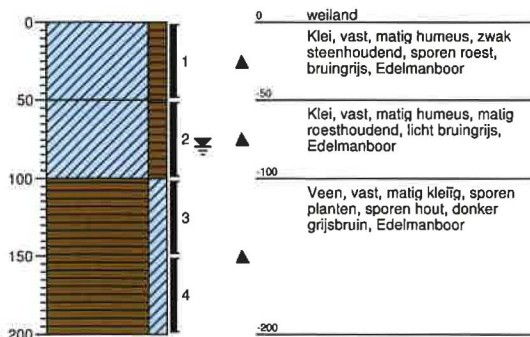 0
50
100
150
200
1
2
3
4
0 weiland
Klei, vast, matig humeus, zwak
steenhoudend, sporen roest,
bruingrijs, Edelmanboor
-50
Klei, vast, matig humeus, matig
roesthoudend, licht bruingrijs,
Edelmanboor
-100
Veen, vast, matig kleiïg, sporen
planten, sporen hout, donker
grijsbruin, Edelmanboor
-200